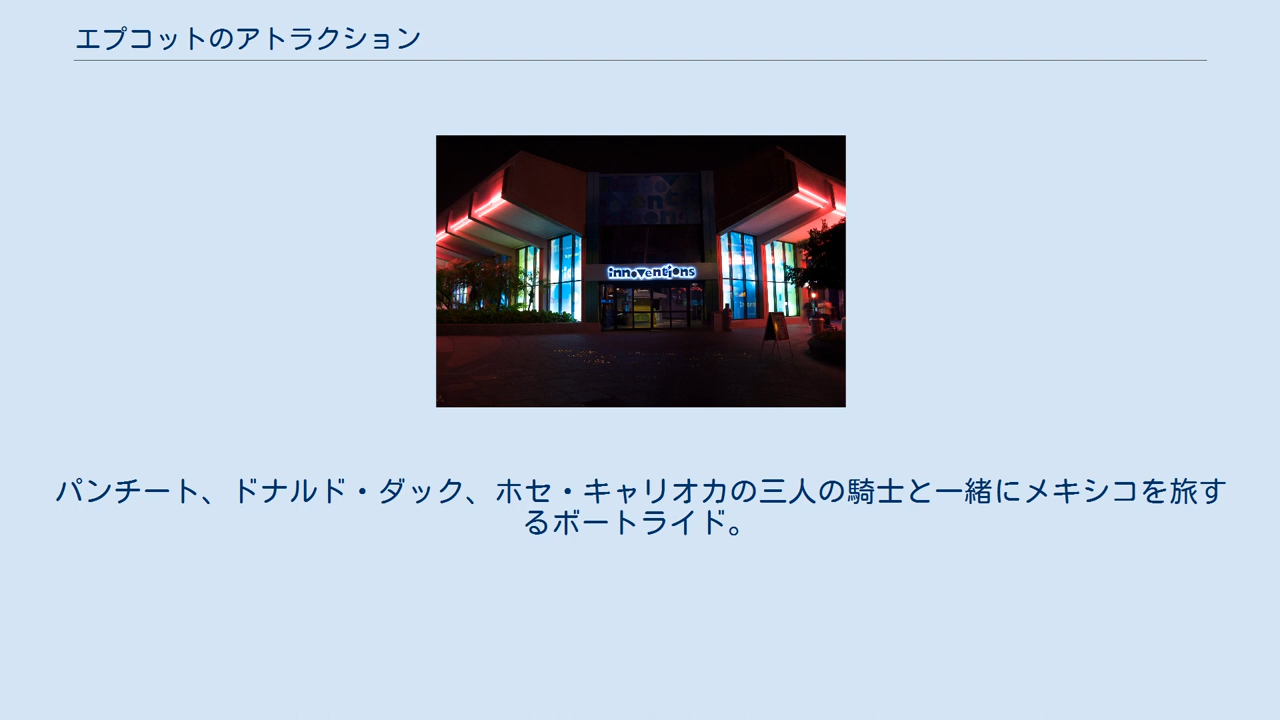 エプコットのアトラクション
innoventions
パンチート、ドナルド・ダック、ホセ・キャリオカの三人の騎士と一緒にメキシコを旅す
るボートライド。